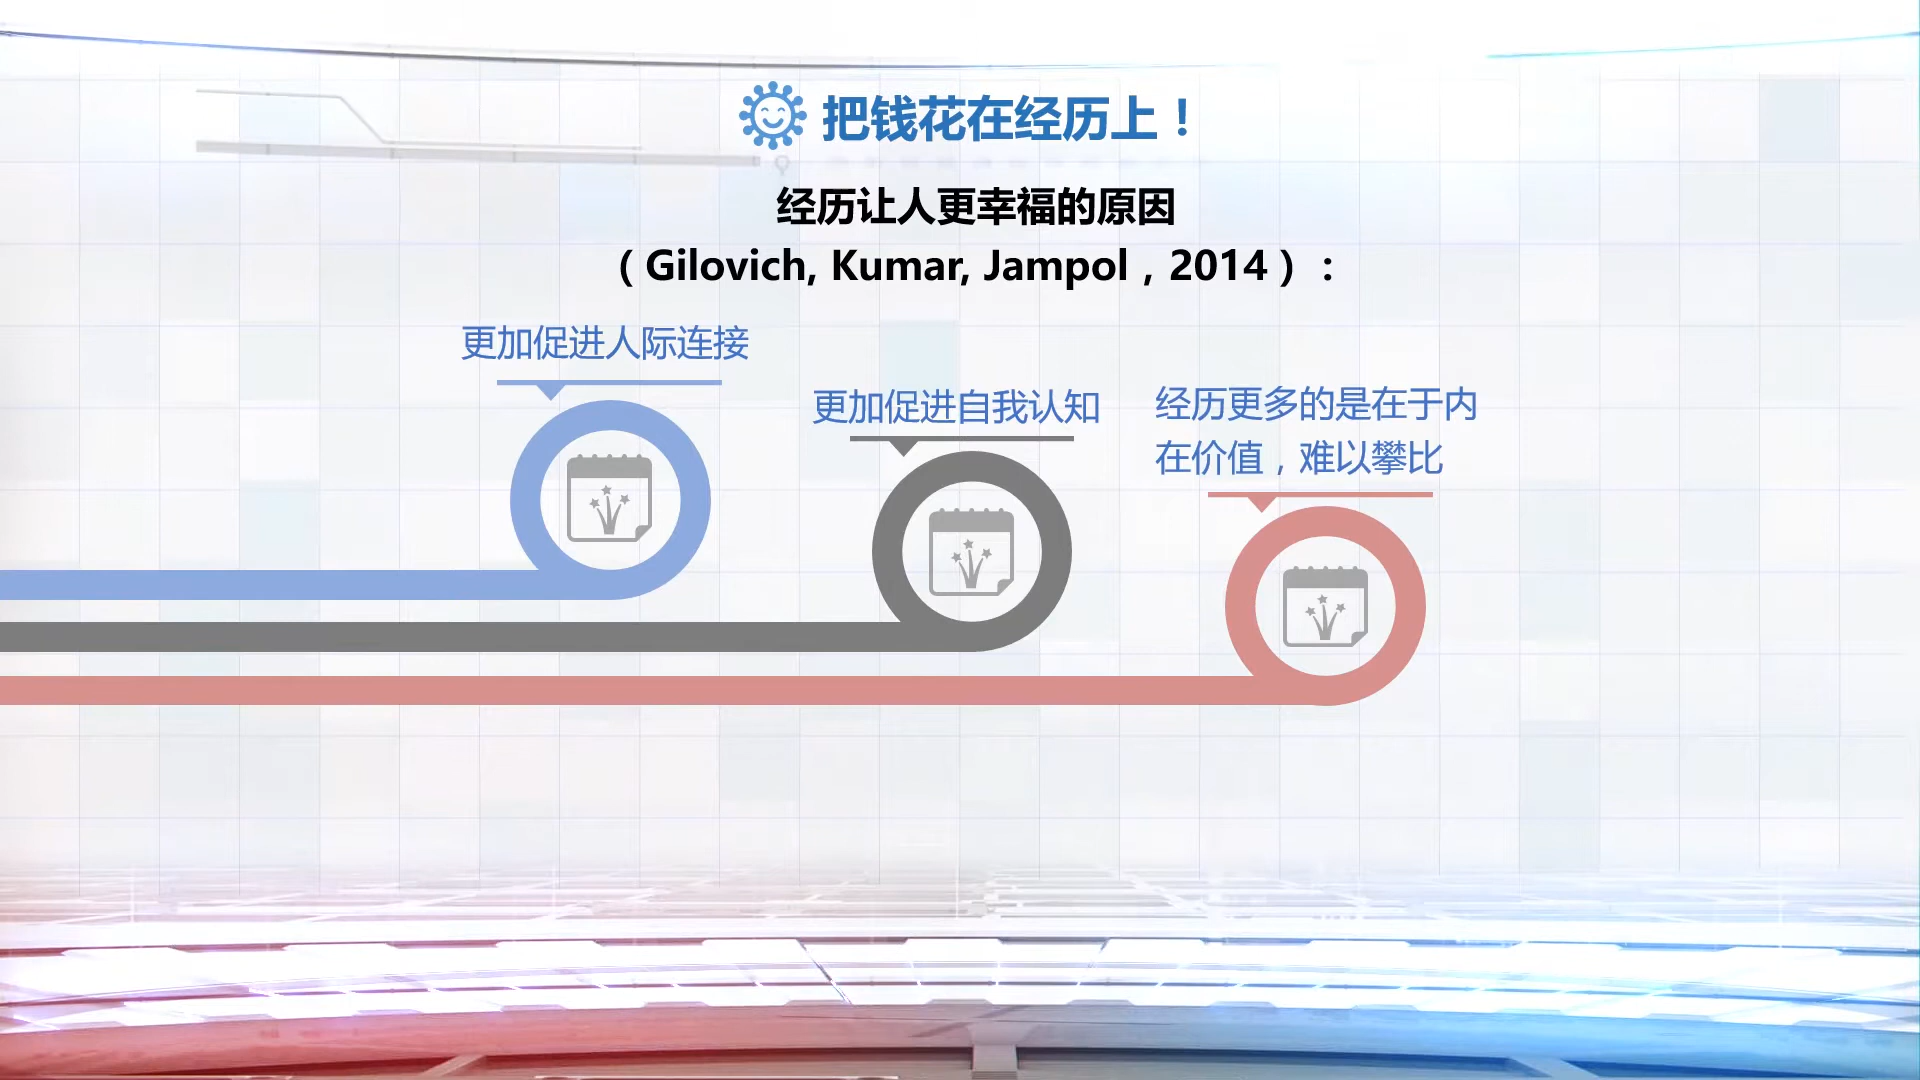 把钱花在经历上！
经历让人更幸福的原因
（Gilovich, Kumar, Jampol，2014）：
更加促进人际连接
更加促进自我认知
经历更多的是在于内
在价值，难以攀比